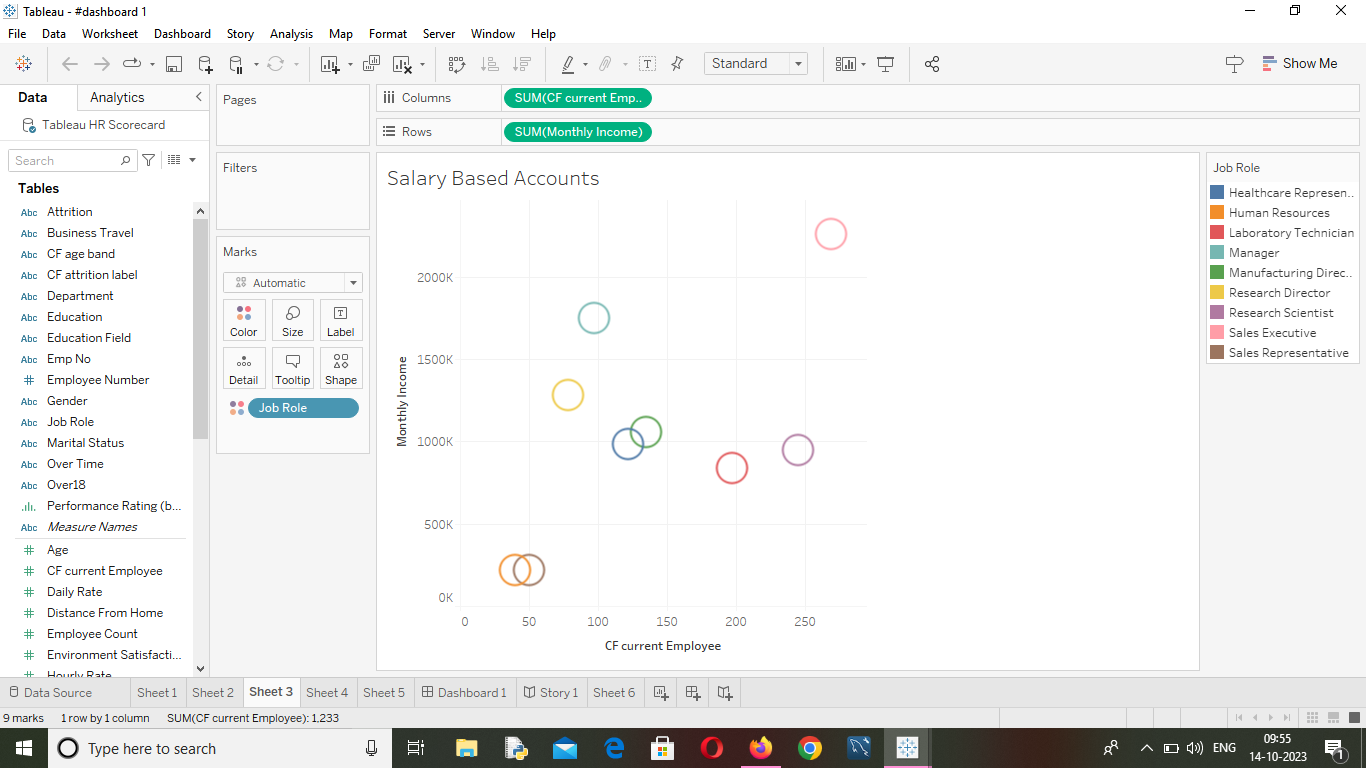 Tableau - #dashboard 1
File Data Worksheet Dashboard Story Analysis Map Format Server Window Help
Standard
Show Me
Data Analytics
Tableau HR Scorecard
Search
Tables
Abc Attrition
Abc Business Travel
Abc CF age band
Abc CF attrition label
Abc Department
Abc Education
Abc Education Field
Abc Emp No
# Employee Number
Abc Gender
Abc Job Role
Abc Marital Status
Abc Over Time
Abc Over18
Performance Rating (b...
Abc Measure Names
# Age
# CF current Employee
# Daily Rate
# Distance From Home
# Employee Count
# Environment Satisfacti...
# Hourly Rate
Pages
Filters
Marks
Automatic
Color Size Label
Detail Tooltip Shape
Job Role
Columns SUM(CF current Emp..
Rows SUM(Monthly Income)
Salary Based Accounts
Monthly Income
2000K
1500K
1000K
500K
0K
0 50 100 150 200 250
CF current Employee
Job Role
Healthcare Represen..
Human Resources
Laboratory Technician
Manager
Manufacturing Direc..
Research Director
Research Scientist
Sales Executive
Sales Representative
Data Source Sheet 1 Sheet 2 Sheet 3 Sheet 4 Sheet 5 Dashboard 1 Story 1 Sheet 6
9 marks 1 row by 1 column SUM(CF current Employee): 1,233
Type here to search
ENG
09:55
14-10-2023
1